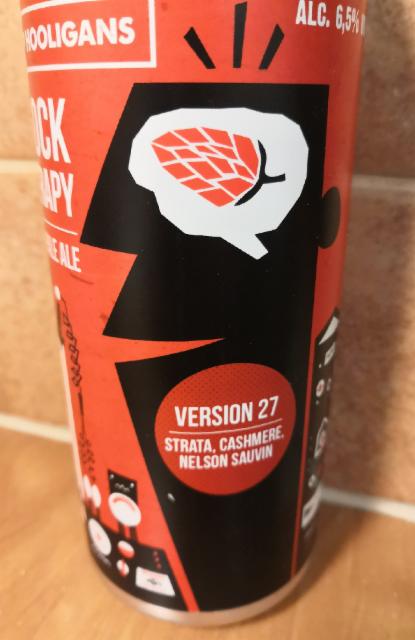 HOOLIGANS
ALC. 6,5%
OCK
APY
ALE
VERSION 27
STRATA, CASHMERE,
NELSON SAUVIN